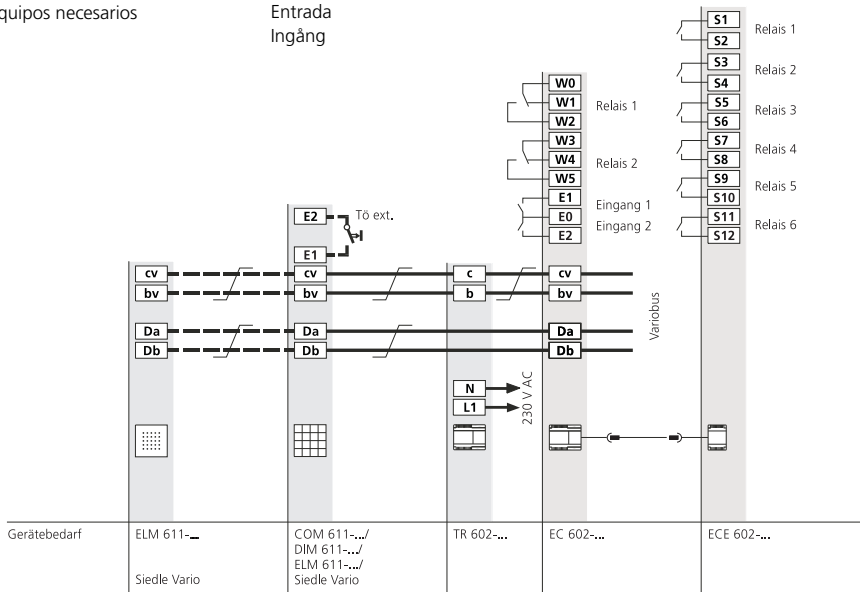 quipos necesarios
Entrada
Ingång
S1
S2
Relais 1
S3
S4
Relais 2
S5
S6
Relais 3
S7
S8
Relais 4
S9
S10
Relais 5
S11
S12
Relais 6
W0
W1
W2
Relais 1
W3
W4
W5
Relais 2
E1
E0
E2
Eingang 1
Eingang 2
E2
Tö ext.
E1
cv
cv
c
cv
bv
bv
b
bv
Da
Da
Da
Db
Db
Db
Variobus
N
L1
230 V AC
Gerätebedarf
ELM 611-...
Siedle Vario
COM 611-.../
DIM 611-.../
ELM 611-.../
Siedle Vario
TR 602-...
EC 602-...
ECE 602-...